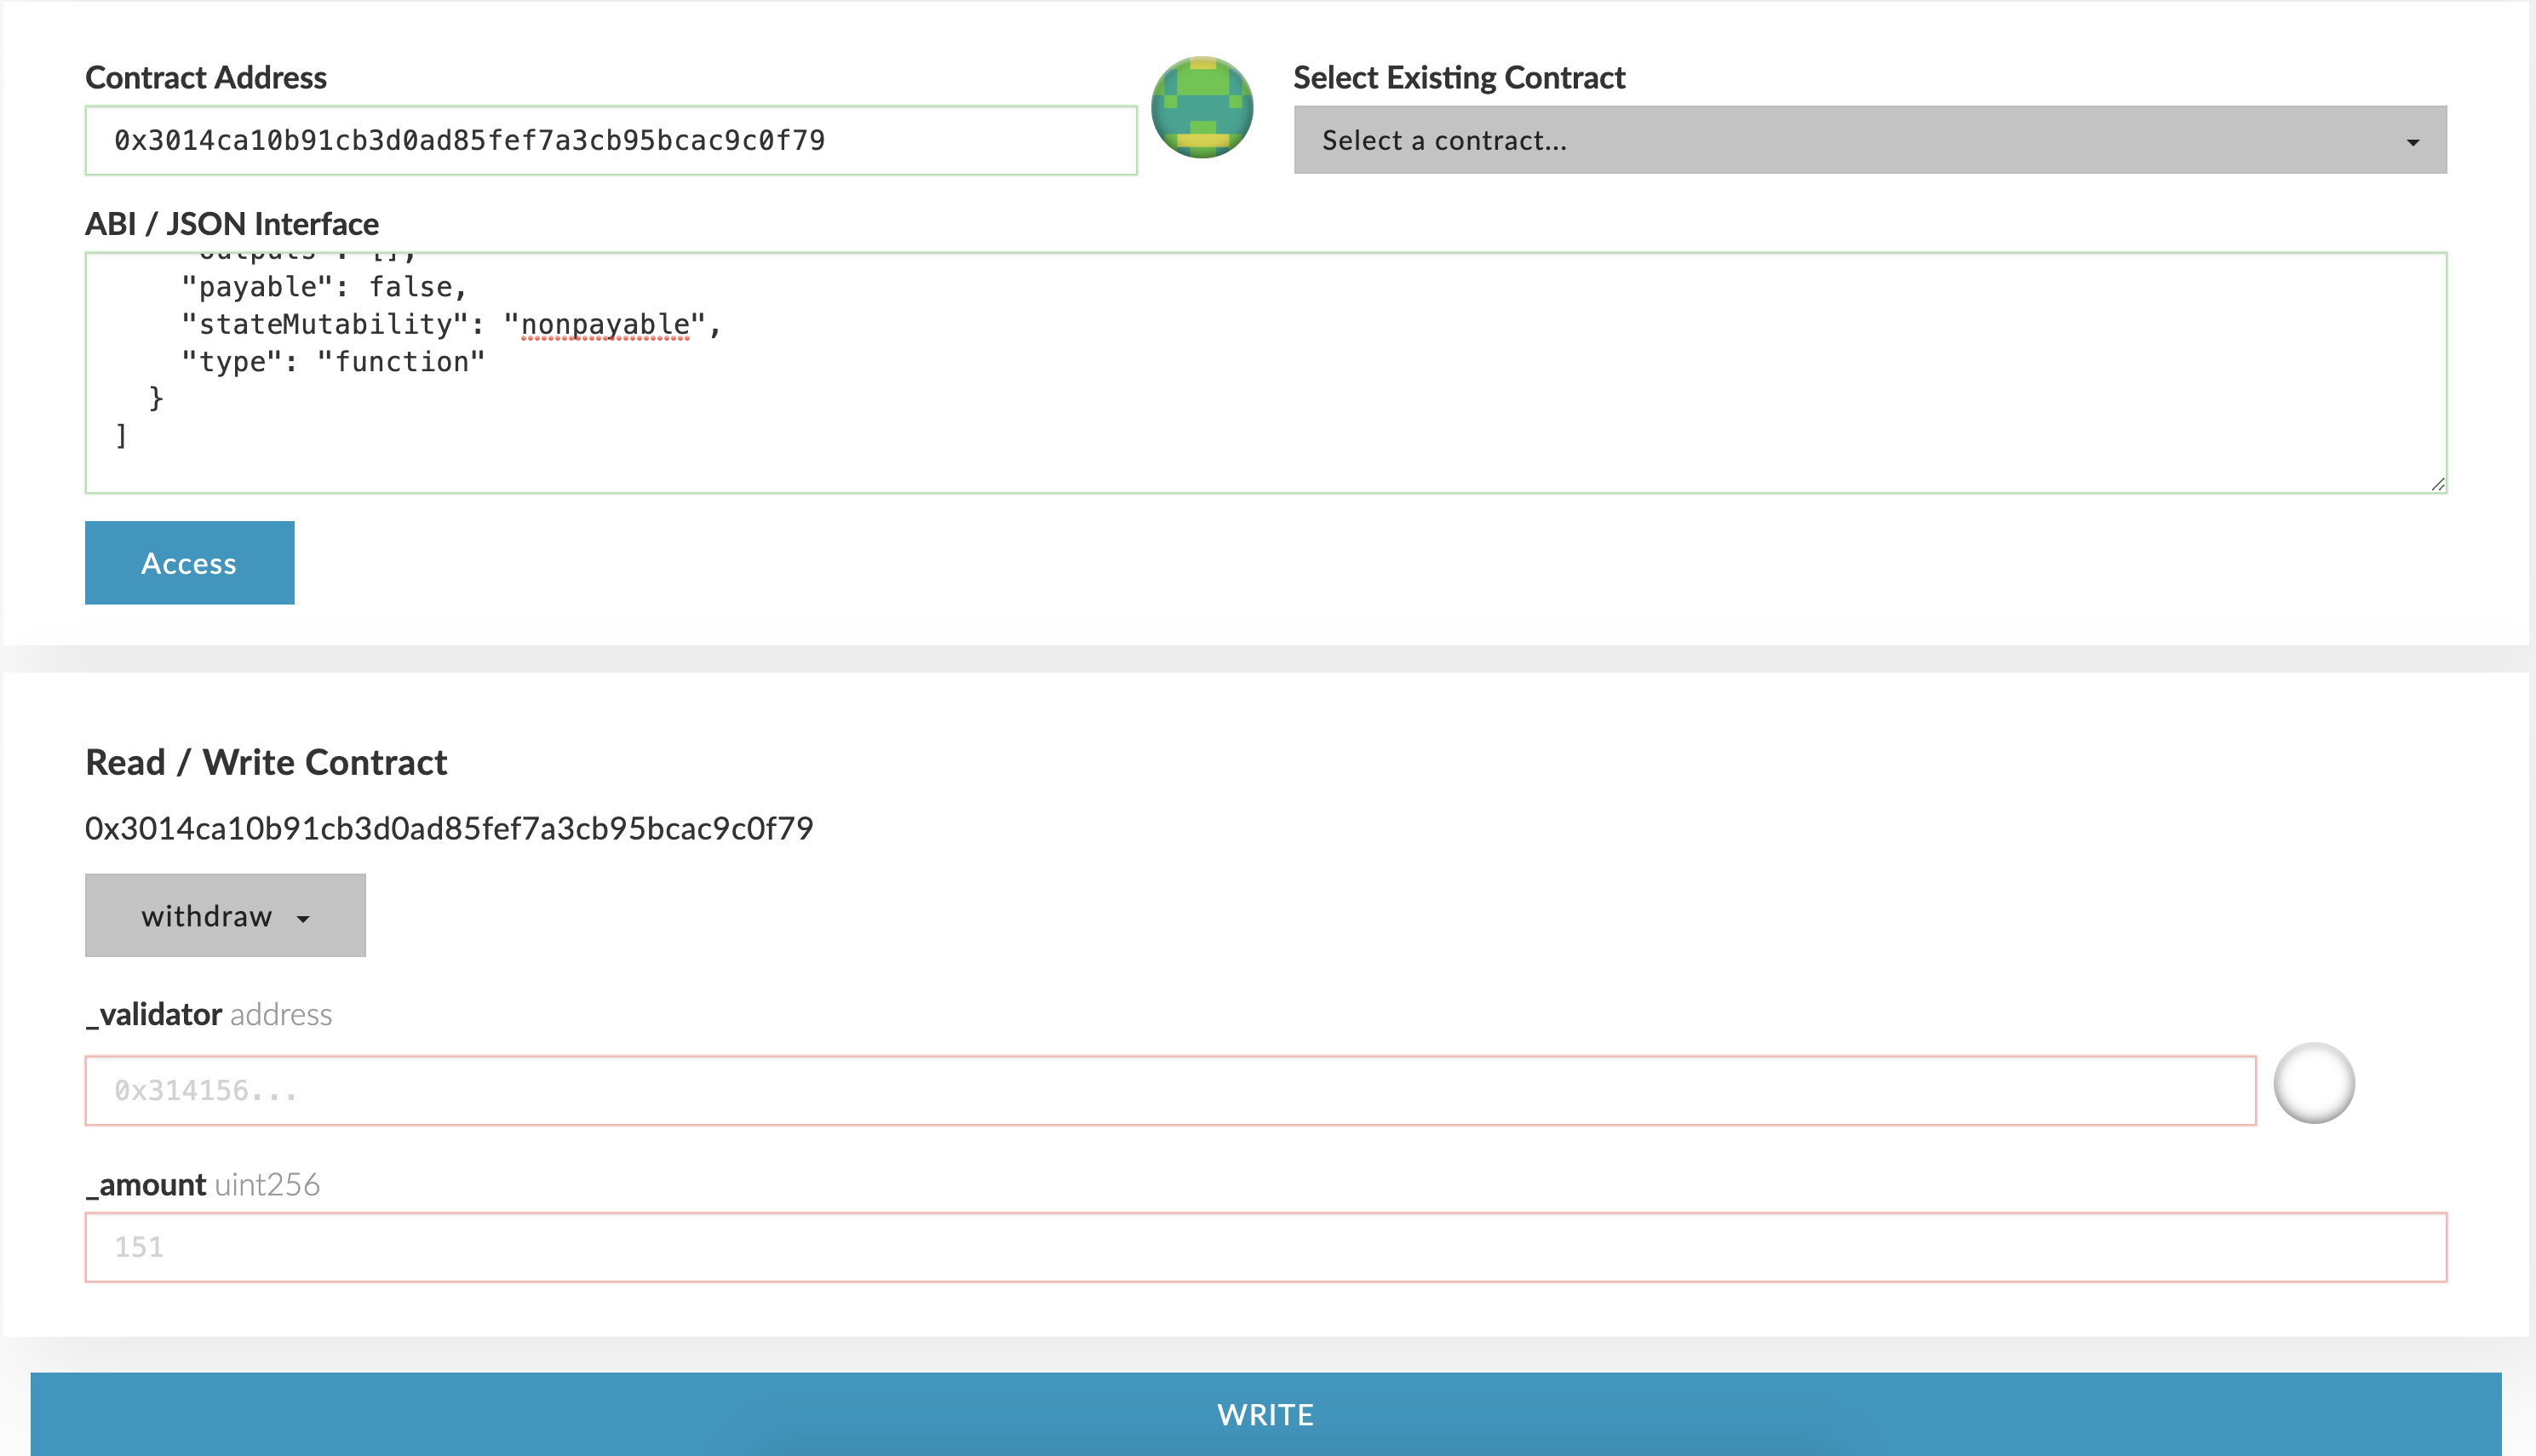 Contract Address
0x3014ca10b91cb3d0ad85fef7a3cb95bcac9c0f79
Select Existing Contract
Select a contract...
ABI / JSON Interface
"outputs": [],
"payable": false,
"stateMutability": "nonpayable",
"type": "function"
}
]
Access
Read / Write Contract
0x3014ca10b91cb3d0ad85fef7a3cb95bcac9c0f79
withdraw
_validator address
0x314156...
_amount uint256
151
WRITE